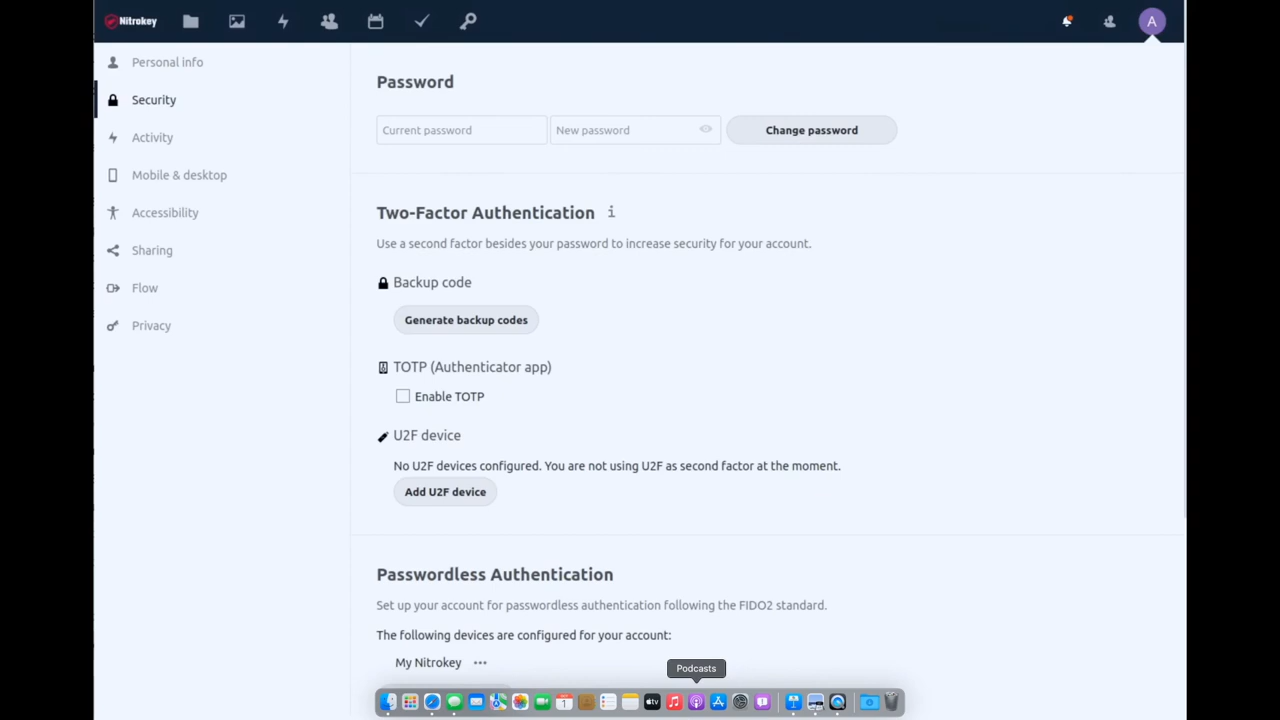 Nitrokey
A
Personal info
Security
Activity
Mobile & desktop
Accessibility
Sharing
Flow
Privacy
Password
Current password
New password
Change password
Two-Factor Authentication i
Use a second factor besides your password to increase security for your account.
Backup code
Generate backup codes
TOTP (Authenticator app)
Enable TOTP
U2F device
No U2F devices configured. You are not using U2F as second factor at the moment.
Add U2F device
Passwordless Authentication
Set up your account for passwordless authentication following the FIDO2 standard.
The following devices are configured for your account:
My Nitrokey ...
Podcasts
tv
1